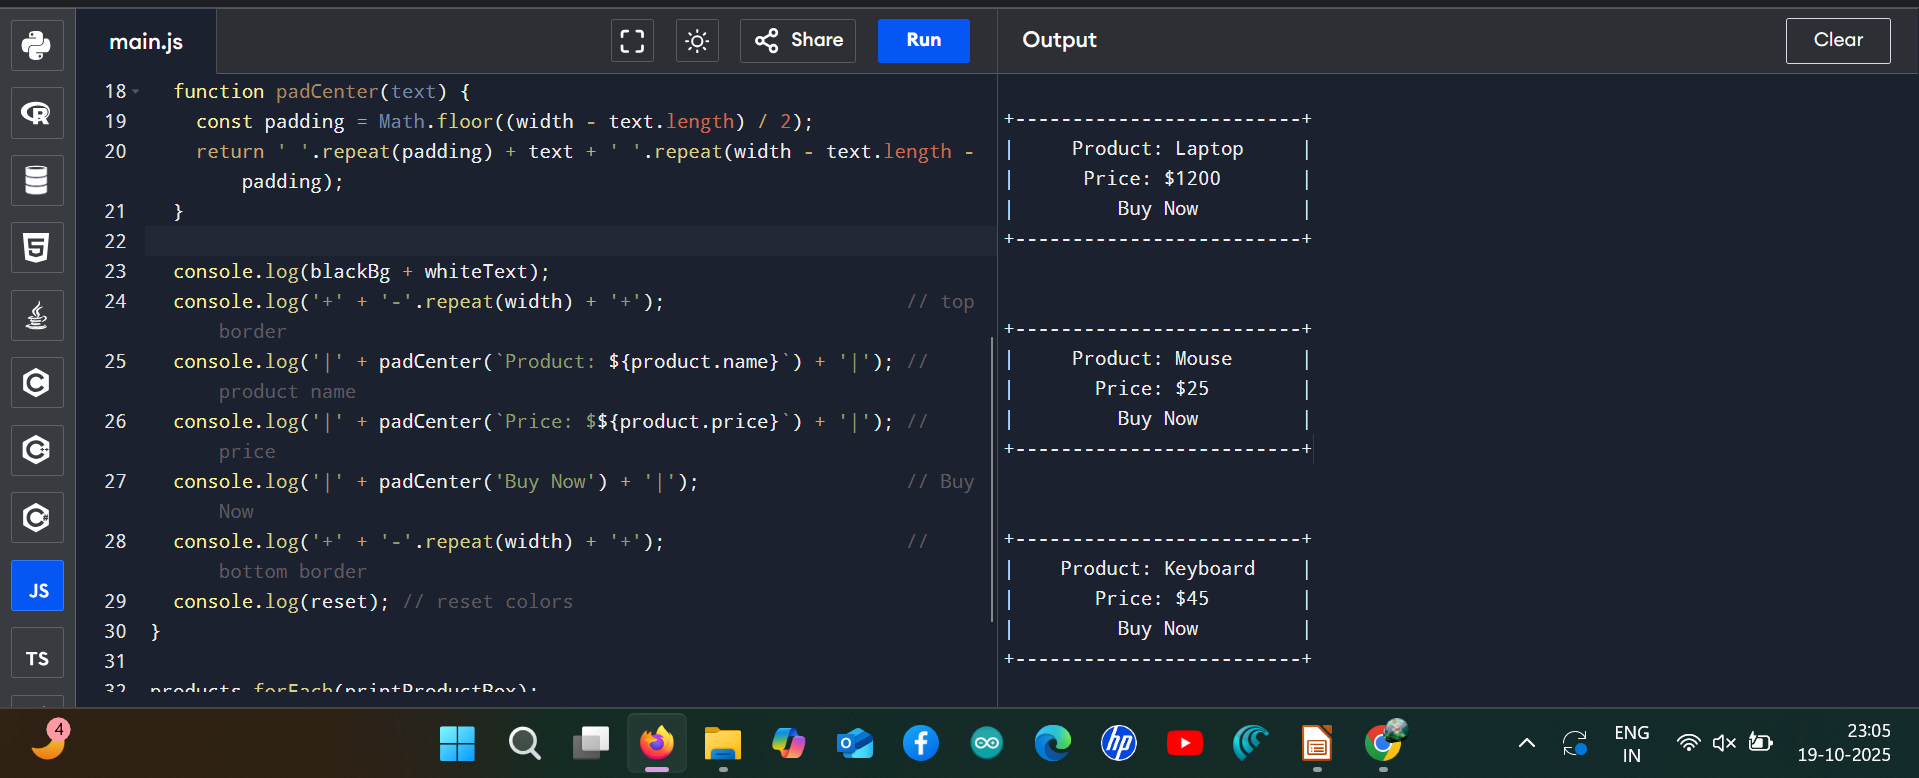 main.js
Share
Run
Output
Clear
18 function padCenter(text) {
19 const padding = Math.floor((width - text.length) / 2);
20 return ' '.repeat(padding) + text + ' '.repeat(width - text.length -
padding);
21 }
22
23 console.log(blackBg + whiteText);
24 console.log('+' + '-'.repeat(width) + '+'); // top
border
25 console.log('|' + padCenter(`Product: ${product.name}`) + '|'); //
product name
26 console.log('|' + padCenter(`Price: $${product.price}`) + '|'); //
price
27 console.log('|' + padCenter('Buy Now') + '|'); // Buy
Now
28 console.log('+' + '-'.repeat(width) + '+'); //
bottom border
29 console.log(reset); // reset colors
30 }
31
32 products.forEach(printProductBox);
+-------------------------+
| Product: Laptop |
| Price: $1200 |
| Buy Now |
+-------------------------+
+-------------------------+
| Product: Mouse |
| Price: $25 |
| Buy Now |
+-------------------------+
+-------------------------+
| Product: Keyboard |
| Price: $45 |
| Buy Now |
+-------------------------+
R
5
C
C++
C#
JS
TS
4
hp
ENG
IN
23:05
19-10-2025